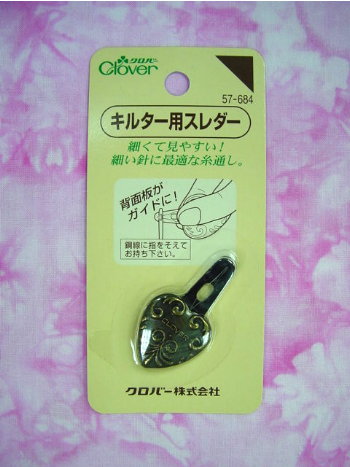 クロバー
Clover
57-684
キルター用スレダー
細くて見やすい！
細い針に最適な糸通し。
背面板が
ガイドに！
鋼線に指をそえて
お持ち下さい。
クロバー株式会社